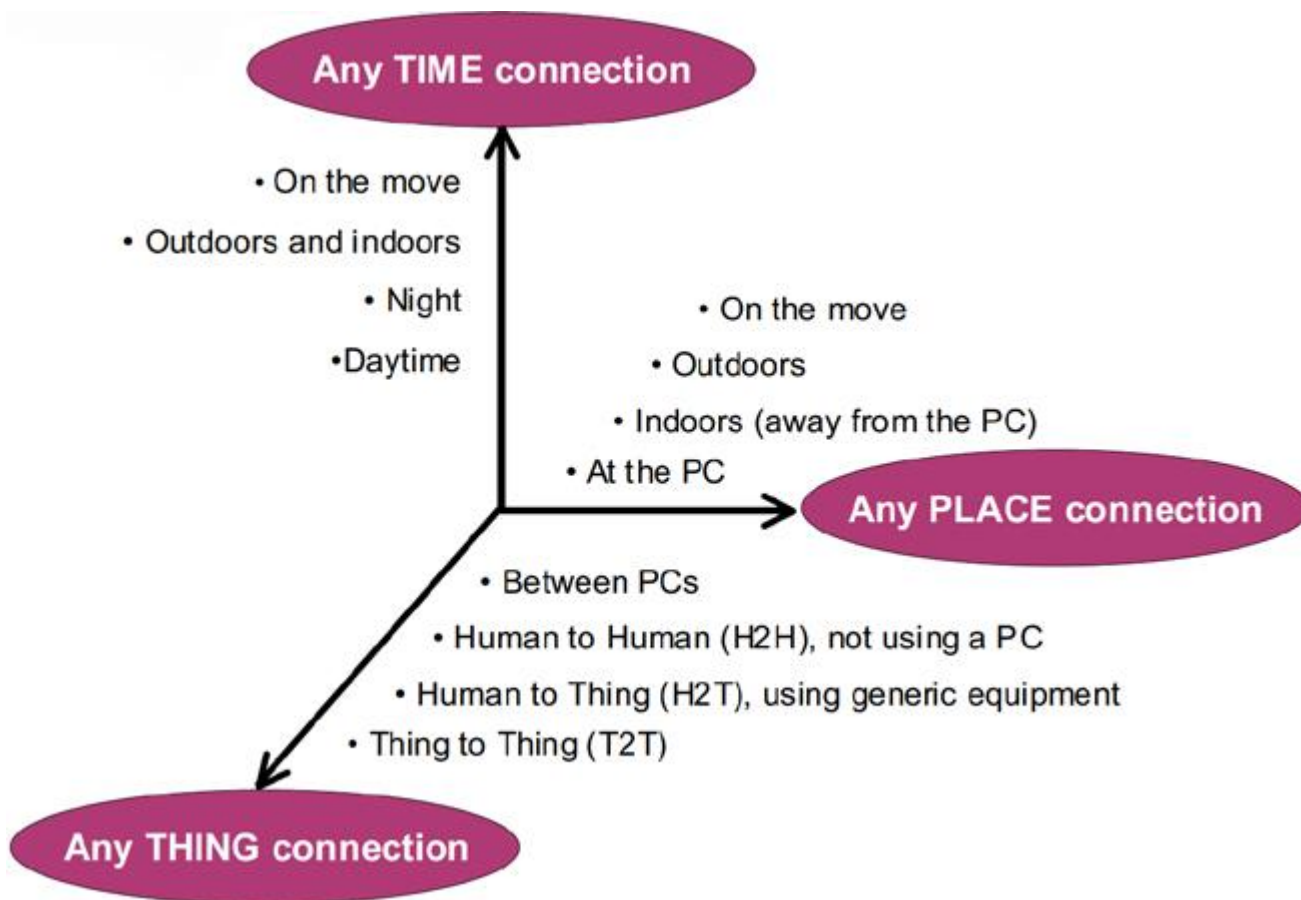 Any TIME connection
• On the move
• Outdoors and indoors
• Night
•Daytime
• On the move
• Outdoors
• Indoors (away from the PC)
• At the PC
Any PLACE connection
• Between PCs
• Human to Human (H2H), not using a PC
• Human to Thing (H2T), using generic equipment
• Thing to Thing (T2T)
Any THING connection